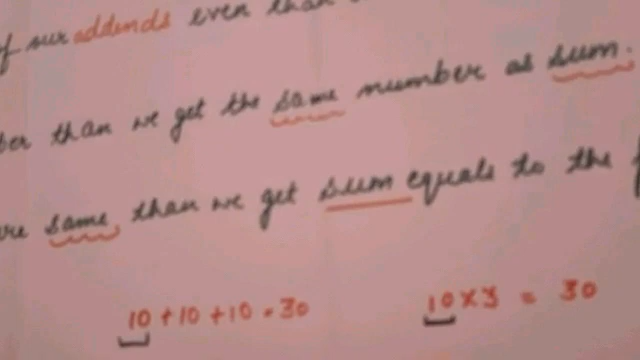 of our addends even than
than we get the same number as sum.
same, than we get sum equals to the
10 + 10 + 10 = 30 10 x 3 = 30